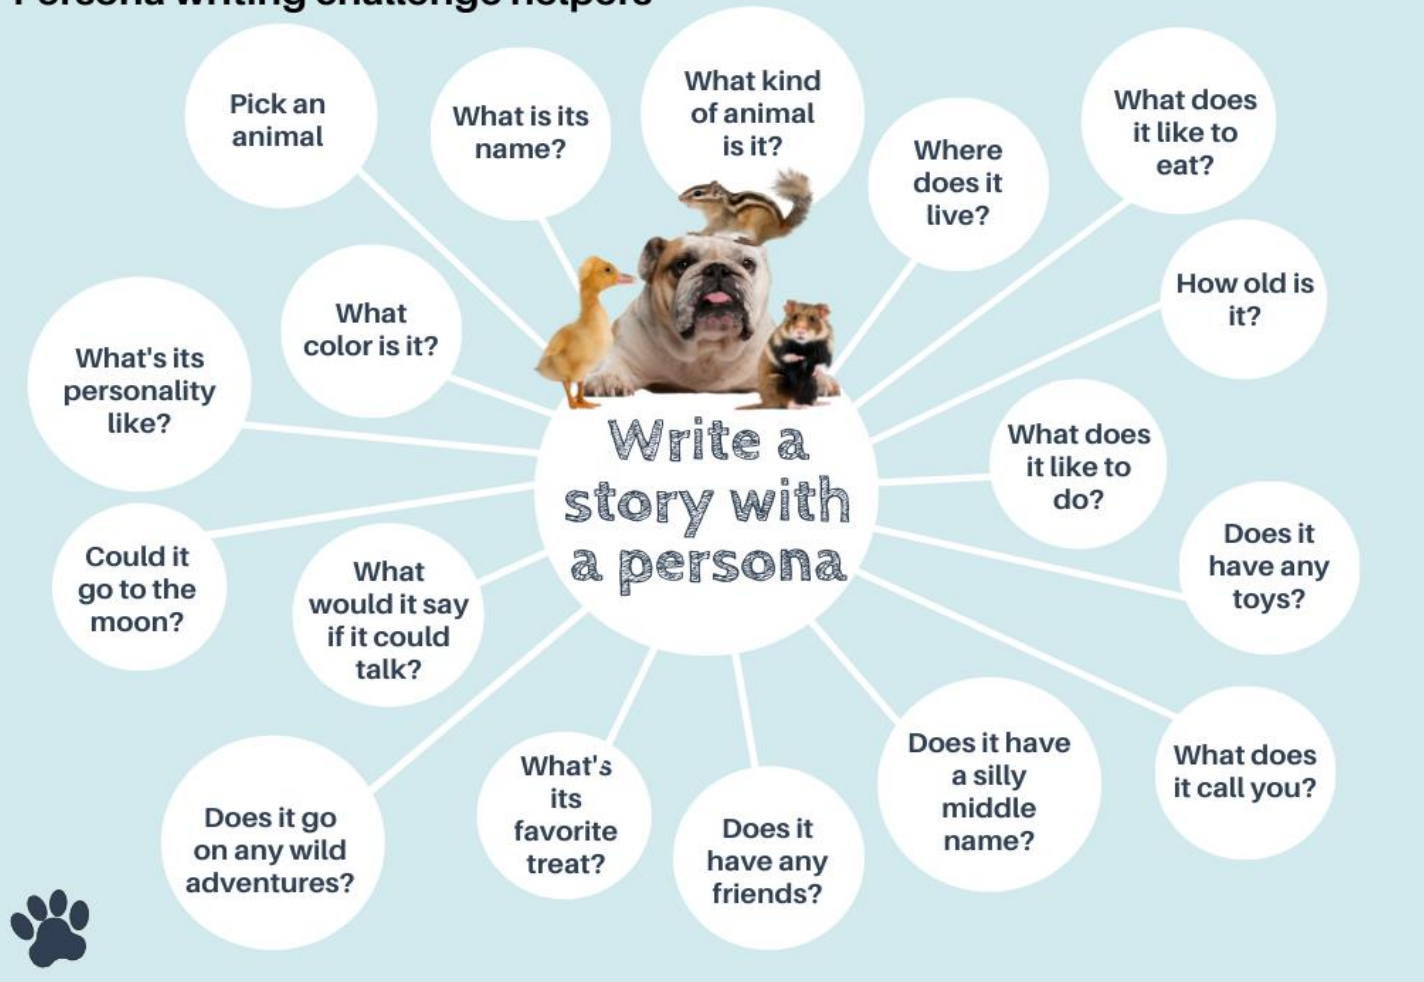 Persona writing challenge helpers
Pick an
animal
What is its
name?
What kind
of animal
is it?
Where
does it
live?
What does
it like to
eat?
How old is
it?
What
color is it?
What's its
personality
like?
Write a
story with
a persona
What does
it like to
do?
Does it
have any
toys?
Could it
go to the
moon?
What
would it say
if it could
talk?
Does it go
on any wild
adventures?
What's
its
favorite
treat?
Does it
have any
friends?
Does it have
a silly
middle
name?
What does
it call you?